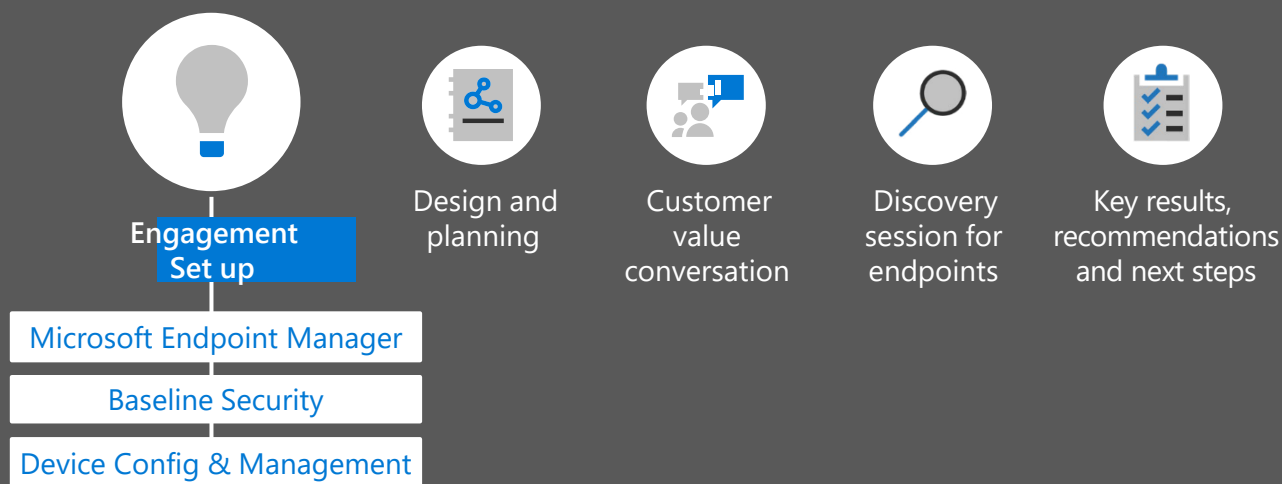 Engagement
Set up
Design and
planning
Customer
value
conversation
Discovery
session for
endpoints
Key results,
recommendations
and next steps
Microsoft Endpoint Manager
Baseline Security
Device Config & Management